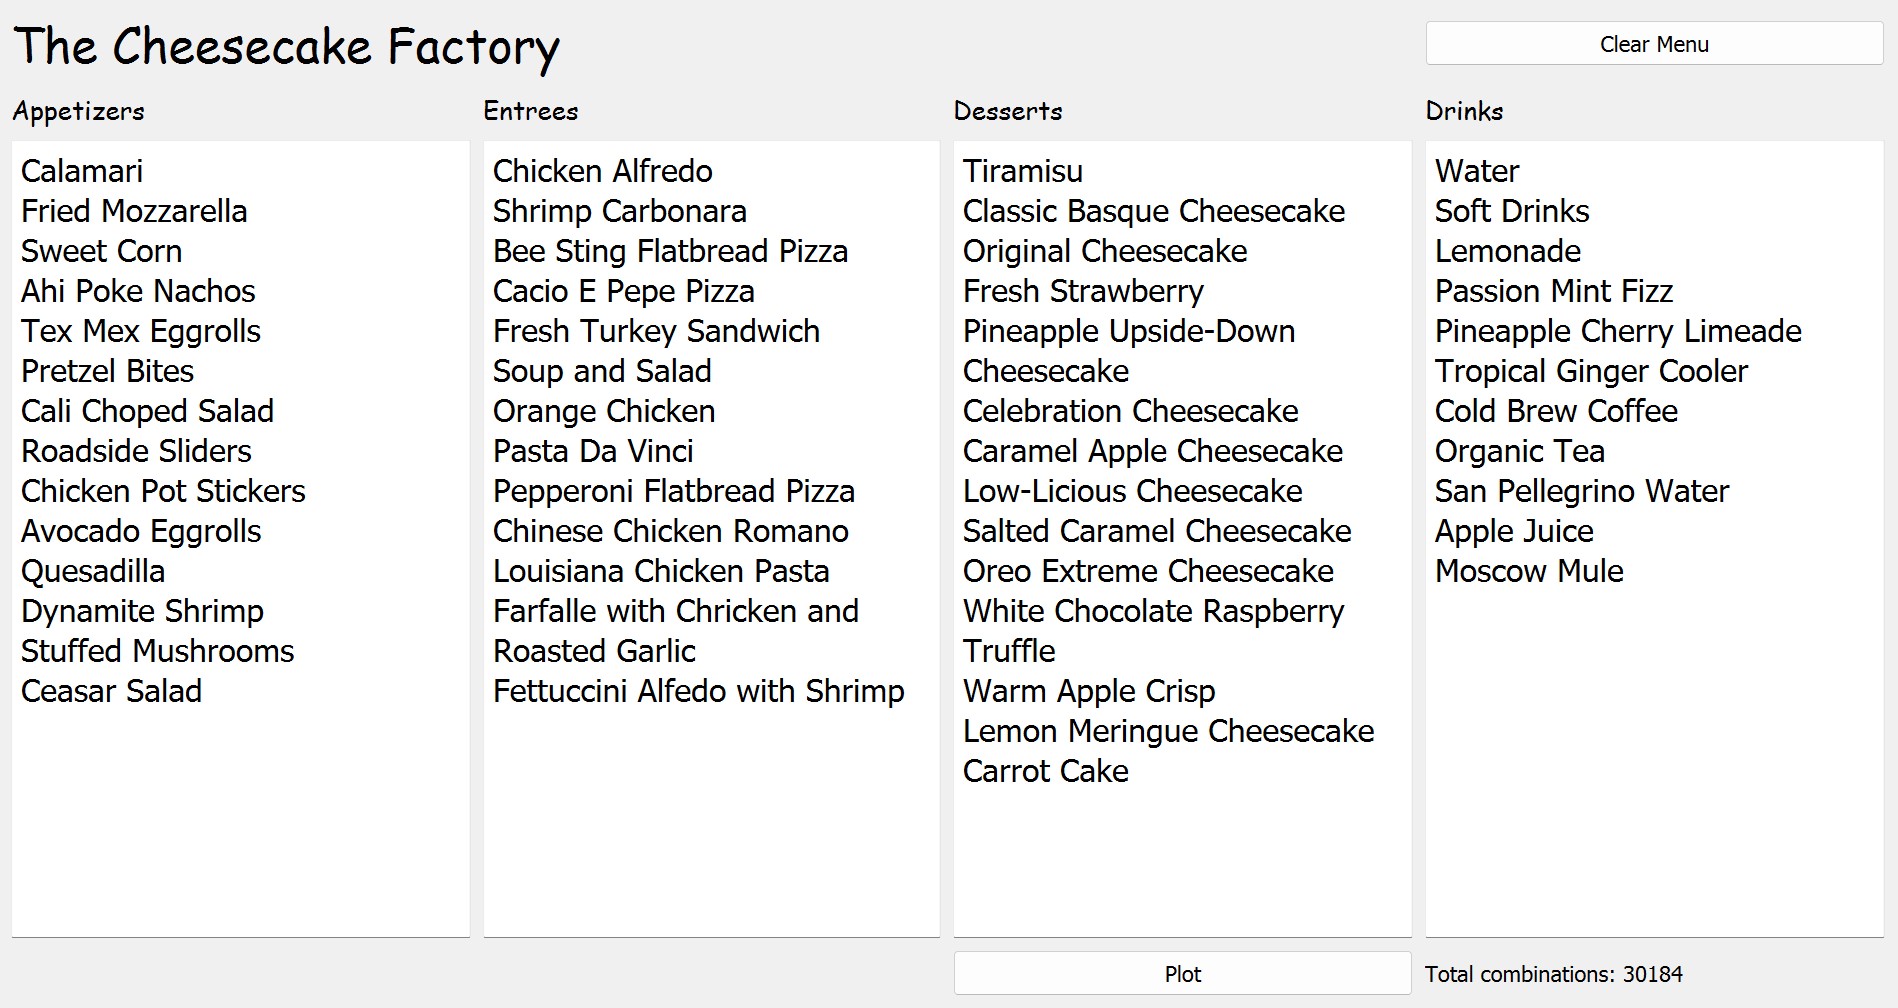 The Cheesecake Factory
Clear Menu
Appetizers
Calamari
Fried Mozzarella
Sweet Corn
Ahi Poke Nachos
Tex Mex Eggrolls
Pretzel Bites
Cali Choped Salad
Roadside Sliders
Chicken Pot Stickers
Avocado Eggrolls
Quesadilla
Dynamite Shrimp
Stuffed Mushrooms
Ceasar Salad
Entrees
Chicken Alfredo
Shrimp Carbonara
Bee Sting Flatbread Pizza
Cacio E Pepe Pizza
Fresh Turkey Sandwich
Soup and Salad
Orange Chicken
Pasta Da Vinci
Pepperoni Flatbread Pizza
Chinese Chicken Romano
Louisiana Chicken Pasta
Farfalle with Chricken and
Roasted Garlic
Fettuccini Alfedo with Shrimp
Desserts
Tiramisu
Classic Basque Cheesecake
Original Cheesecake
Fresh Strawberry
Pineapple Upside-Down
Cheesecake
Celebration Cheesecake
Caramel Apple Cheesecake
Low-Licious Cheesecake
Salted Caramel Cheesecake
Oreo Extreme Cheesecake
White Chocolate Raspberry
Truffle
Warm Apple Crisp
Lemon Meringue Cheesecake
Carrot Cake
Drinks
Water
Soft Drinks
Lemonade
Passion Mint Fizz
Pineapple Cherry Limeade
Tropical Ginger Cooler
Cold Brew Coffee
Organic Tea
San Pellegrino Water
Apple Juice
Moscow Mule
Plot
Total combinations: 30184